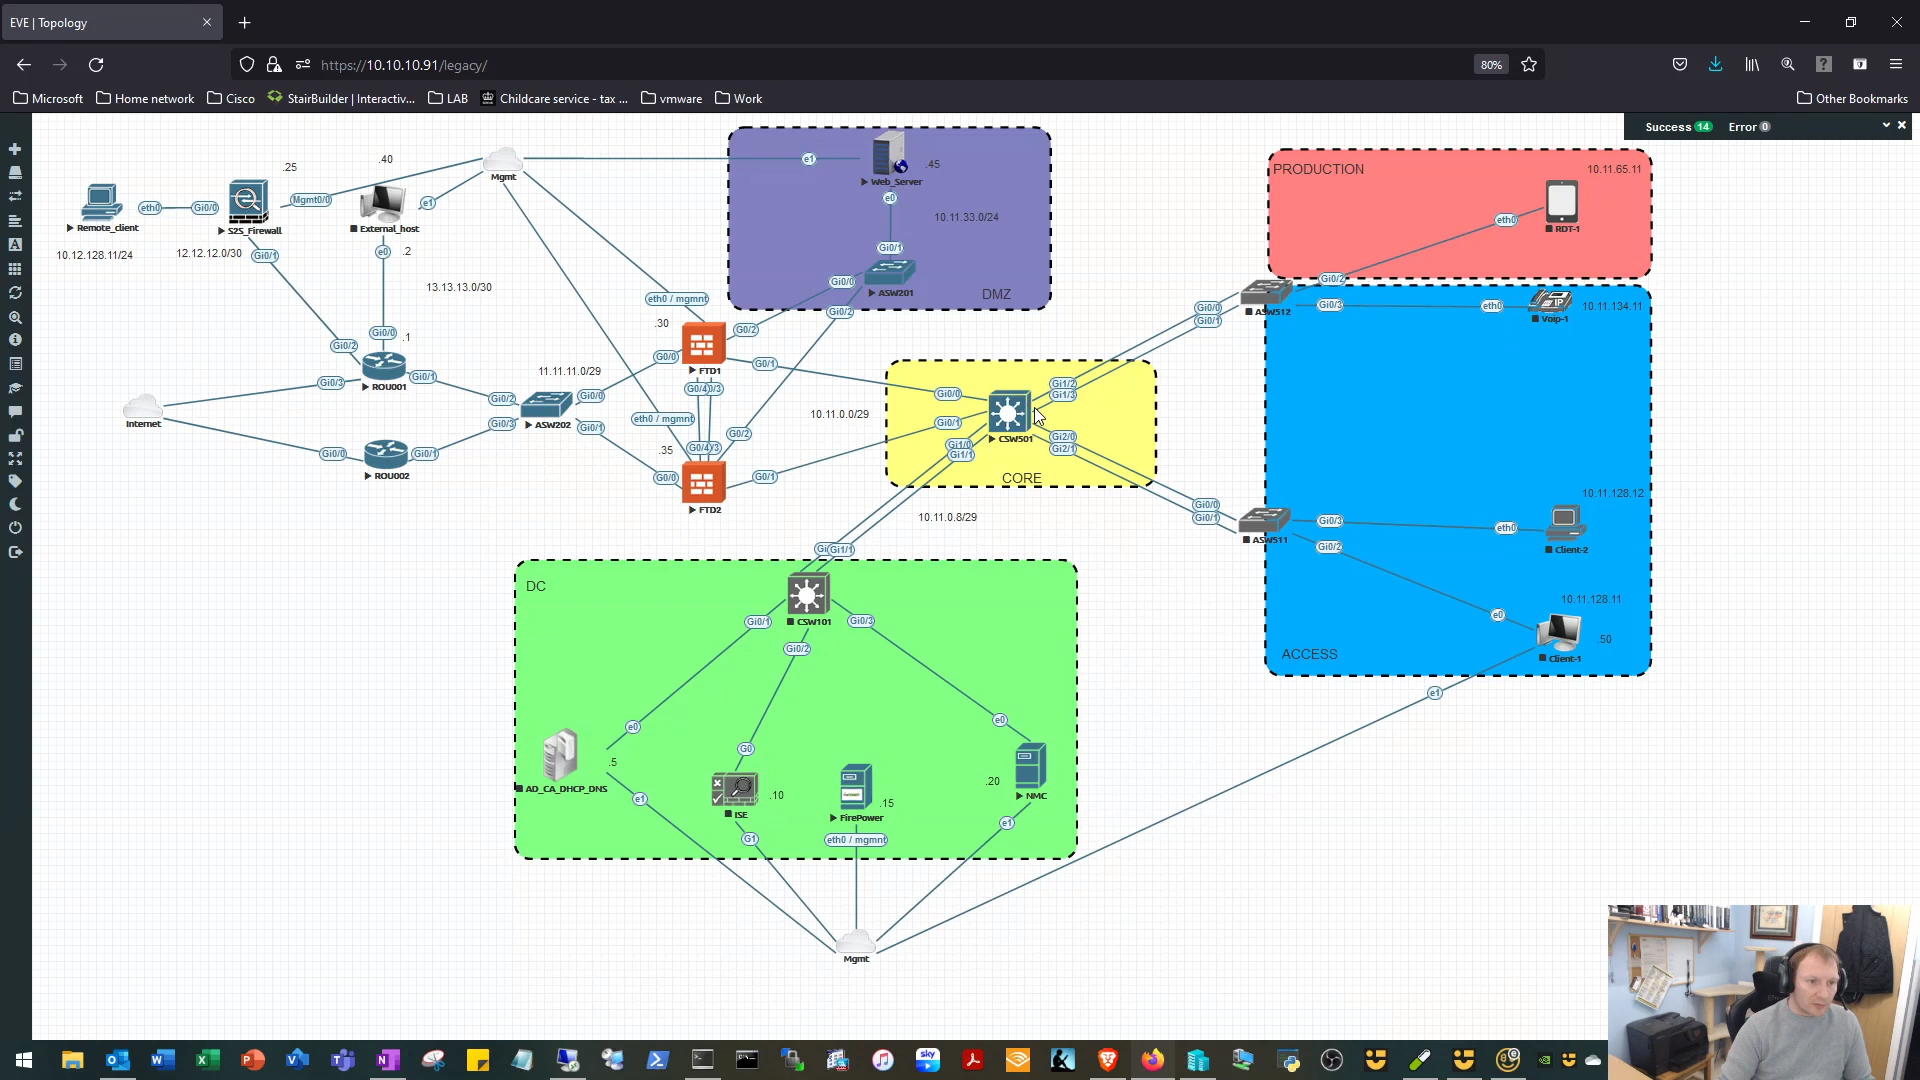 EVE | Topology
https://10.10.10.91/legacy/
80%
Microsoft
Home network
Cisco
StairBuilder | Interactiv...
LAB
Childcare service - tax ...
vmware
Work
Other Bookmarks
Success 14 Error 0
.40
.25
Mgmt
e1
Web_Server
.45
PRODUCTION
10.11.65.11
eth0
Gi0/0
Mgmt0/0
e1
e0
Remote_client
S2S_Firewall
External_host
10.11.33.0/24
eth0
RDT-1
10.12.128.11/24
12.12.12.0/30
Gi0/1
e0
.2
Gi0/1
13.13.13.0/30
Gi0/0
ASW201
DMZ
Gi0/2
eth0 / mgmnt
Gi0/2
Gi0/0
Gi0/1
ASW512
Gi0/3
eth0
IP
Voip-1
10.11.134.11
.30
G0/2
Gi0/0
.1
Gi0/2
G0/0
G0/1
FTD1
ROU001
Gi0/3
Gi0/1
11.11.11.0/29
Gi0/0
G0/4
Gi0/0
Gi1/2
Gi1/3
Internet
Gi0/2
Gi0/3
ASW202
Gi0/1
eth0 / mgmnt
10.11.0.0/29
Gi0/1
CSW501
Gi1/0
Gi1/1
Gi2/0
Gi2/1
G0/2
.35
G0/4
Gi0/0
Gi0/1
ROU002
G0/0
G0/1
CORE
FTD2
10.11.0.8/29
10.11.128.12
Gi0/0
Gi0/1
ASW511
Gi0/3
eth0
Gi0/2
Client-2
Gi1/1
DC
CSW101
Gi0/1
Gi0/3
Gi0/2
10.11.128.11
e0
.50
ACCESS
Client-1
e1
e0
e0
G0
.5
AD_CA_DHCP_DNS
e1
.10
ISE
G1
.15
FirePower
eth0 / mgmnt
.20
NMC
e1
Mgmt
sky